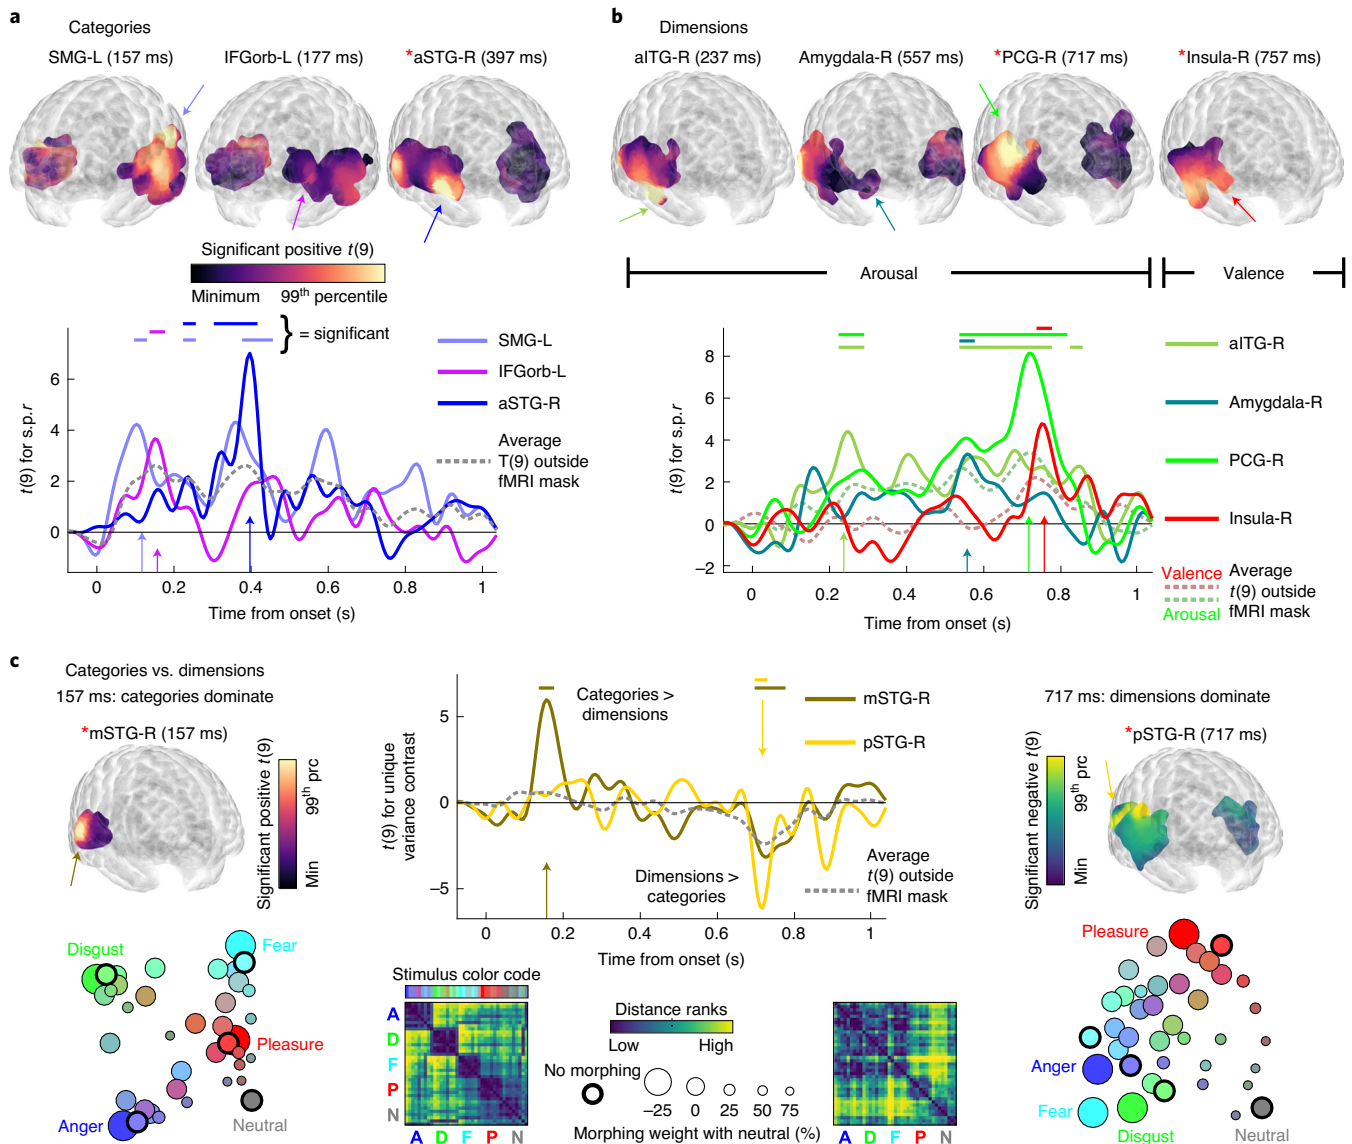 a
Categories
SMG-L (157 ms)
IFGorb-L (177 ms)
*aSTG-R (397 ms)
Significant positive t(9)
Minimum
99th percentile
} = significant
SMG-L
IFGorb-L
aSTG-R
Average
T(9) outside
fMRI mask
t(9) for s.p.r
6
4
2
0
0
0.2
0.4
0.6
0.8
1
Time from onset (s)
b
Dimensions
aITG-R (237 ms)
Amygdala-R (557 ms)
*PCG-R (717 ms)
*Insula-R (757 ms)
Arousal
Valence
aITG-R
Amygdala-R
PCG-R
Insula-R
Valence
Arousal
Average
t(9) outside
fMRI mask
t(9) for s.p.r
8
6
4
2
0
–2
0
0.2
0.4
0.6
0.8
1
Time from onset (s)
c
Categories vs. dimensions
157 ms: categories dominate
*mSTG-R (157 ms)
Significant positive t(9)
Min
99th prc
Categories >
dimensions
mSTG-R
pSTG-R
Dimensions >
categories
Average
t(9) outside
fMRI mask
t(9) for unique
variance contrast
5
0
–5
0
0.2
0.4
0.6
0.8
1
Time from onset (s)
717 ms: dimensions dominate
*pSTG-R (717 ms)
Significant negative t(9)
Min
99th prc
Disgust
Fear
Pleasure
Anger
Neutral
Stimulus color code
A
D
F
P
N
A D F P N
Distance ranks
Low
High
No morphing
–25 0 25 50 75
Morphing weight with neutral (%)
A D F P N
Pleasure
Anger
Fear
Disgust
Neutral